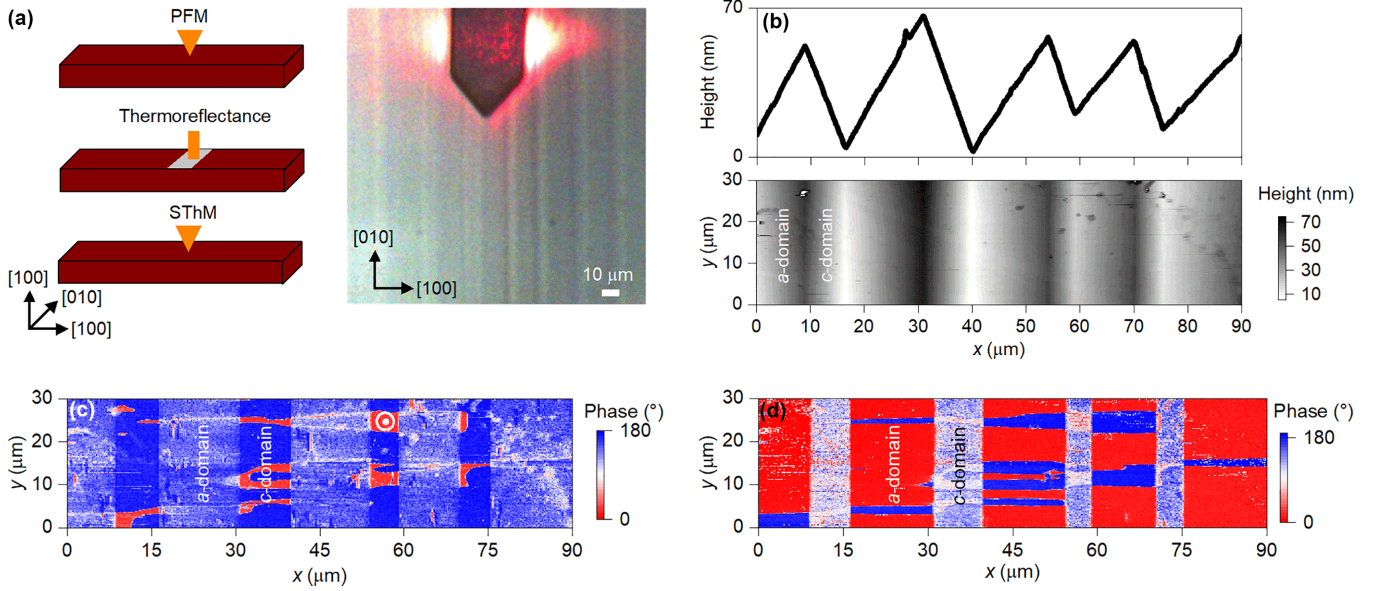 (a)
PFM
Thermoreflectance
SThM
[100]
[010]
[100]
[010]
[100]
10 μm
(b)
70
Height (nm)
0
30
20
10
0
y (μm)
a-domain
c-domain
0 10 20 30 40 50 60 70 80 90
x (μm)
Height (nm)
70
50
30
10
(c)
30
20
10
0
y (μm)
a-domain
c-domain
0 15 30 45 60 75 90
x (μm)
Phase (°)
180
0
(d)
30
20
10
0
y (μm)
a-domain
c-domain
0 15 30 45 60 75 90
x (μm)
Phase (°)
180
0